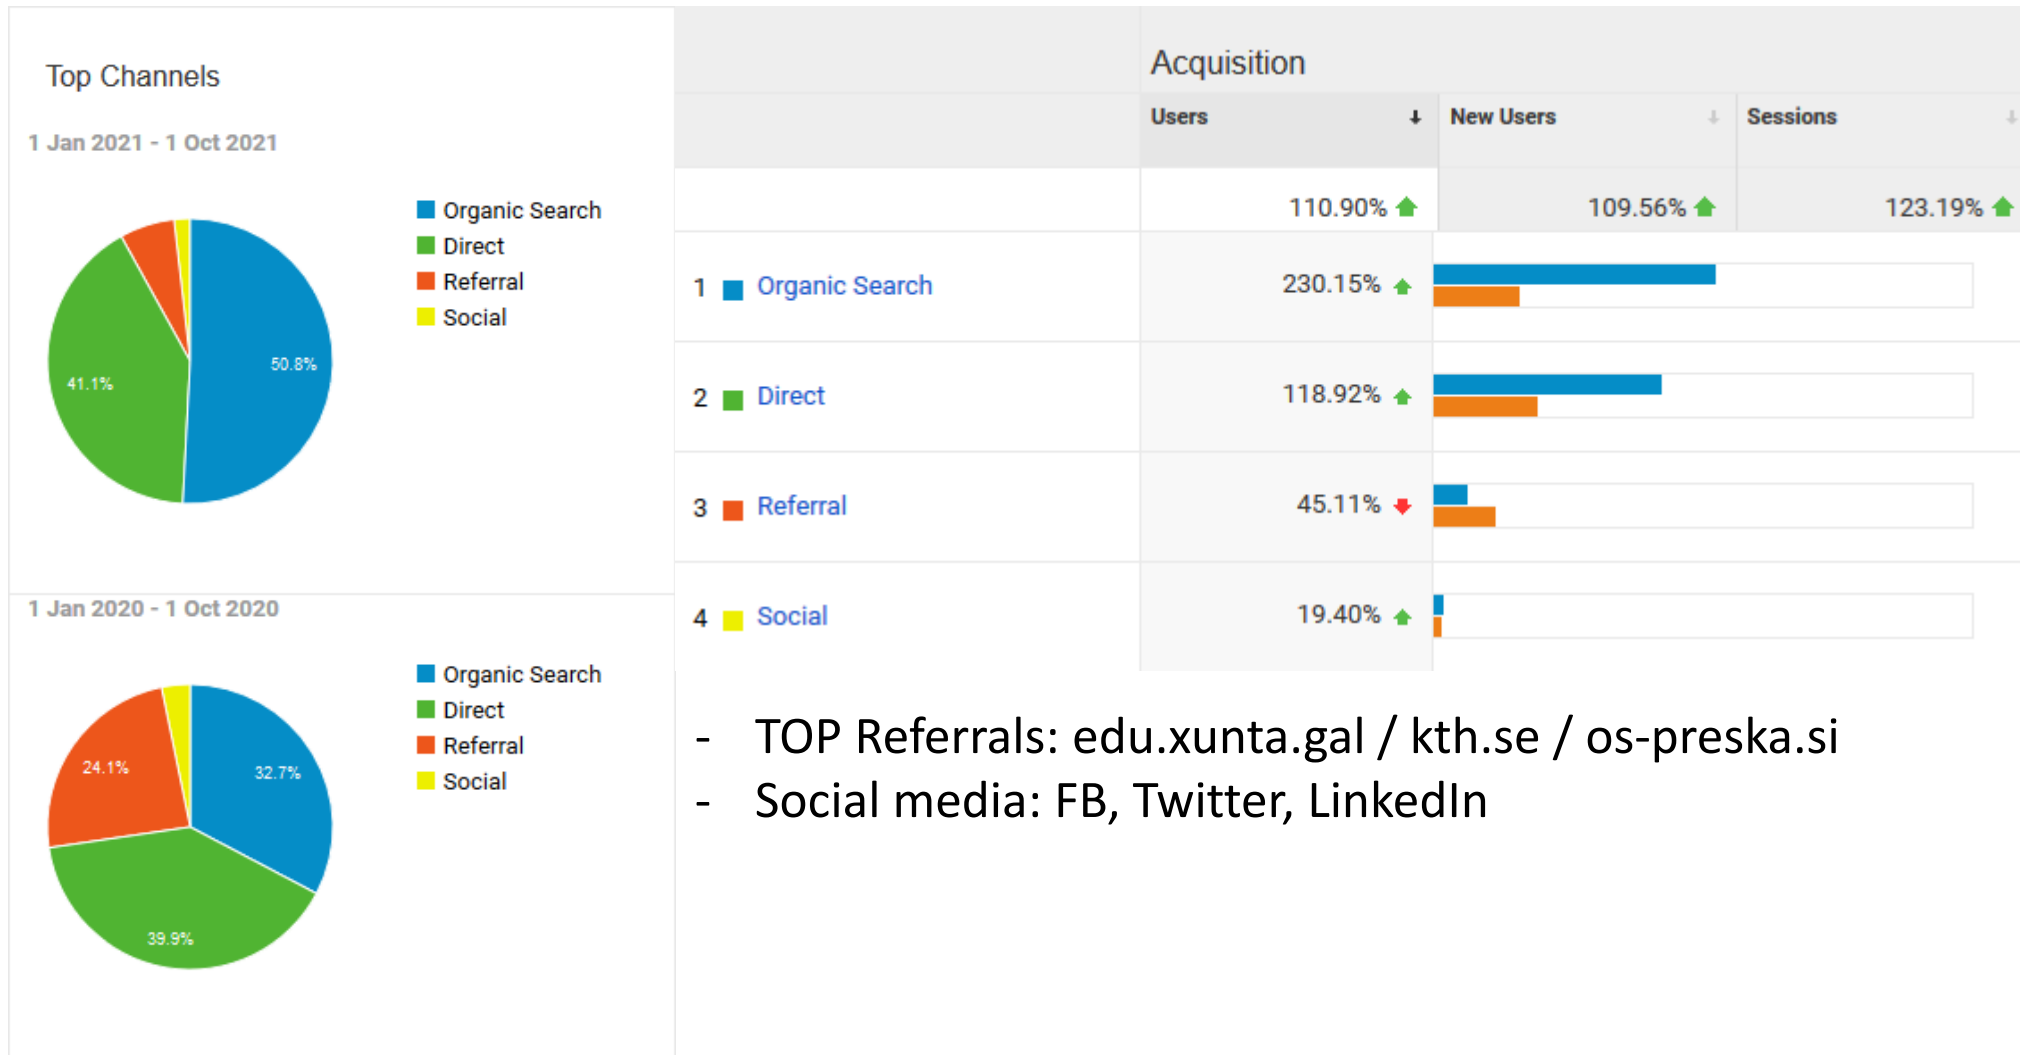 Top Channels
1 Jan 2021 - 1 Oct 2021
Organic Search
Direct
Referral
Social
50.8%
41.1%
1 Jan 2020 - 1 Oct 2020
Organic Search
Direct
Referral
Social
24.1%
32.7%
39.9%
Acquisition
Users New Users Sessions
110.90% 109.56% 123.19%
1 Organic Search 230.15%
2 Direct 118.92%
3 Referral 45.11%
4 Social 19.40%
- TOP Referrals: edu.xunta.gal / kth.se / os-preska.si
- Social media: FB, Twitter, LinkedIn